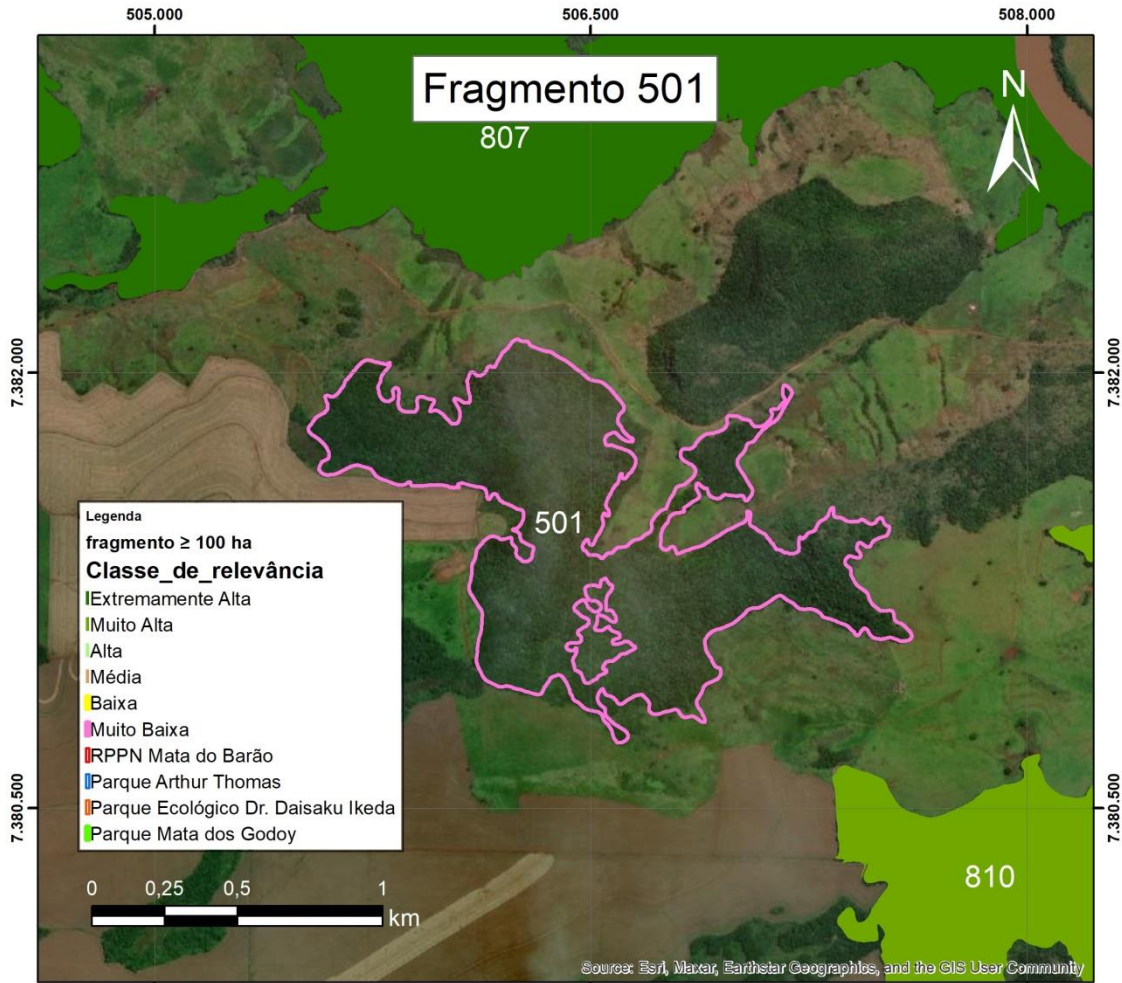 505.000 506.500 508.000
Fragmento 501
N
807
7.382.000 7.382.000
501
Legenda
fragmento ≥ 100 ha
Classe_de_relevância
Extremamente Alta
Muito Alta
Alta
Média
Baixa
Muito Baixa
RPPN Mata do Barão
Parque Arthur Thomas
Parque Ecológico Dr. Daisaku Ikeda
Parque Mata dos Godoy
7.380.500 7.380.500
810
0 0,25 0,5 1
km
Source: Esri, Maxar, Earthstar Geographics, and the GIS User Community